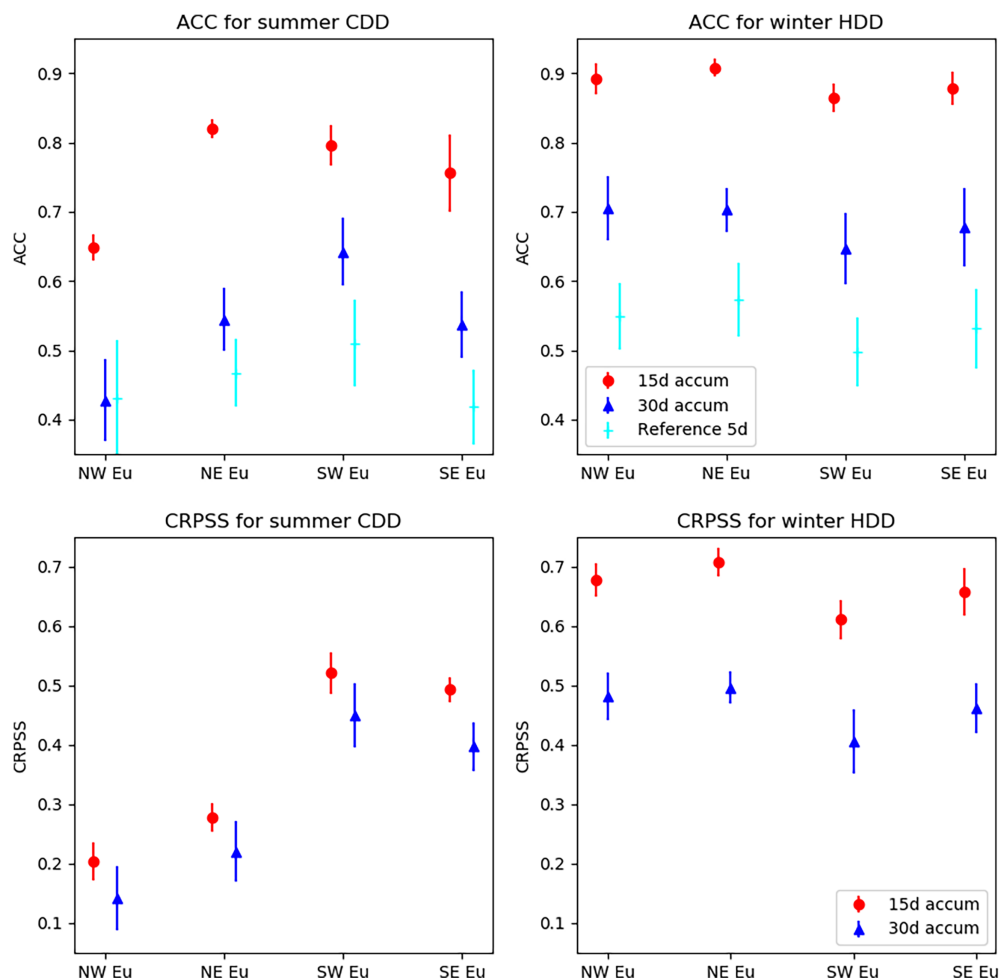 ACC for summer CDD
ACC
0.9
0.8
0.7
0.6
0.5
0.4
NW Eu
NE Eu
SW Eu
SE Eu
ACC for winter HDD
ACC
0.9
0.8
0.7
0.6
0.5
0.4
15d accum
30d accum
Reference 5d
NW Eu
NE Eu
SW Eu
SE Eu
CRPSS for summer CDD
CRPSS
0.7
0.6
0.5
0.4
0.3
0.2
0.1
NW Eu
NE Eu
SW Eu
SE Eu
CRPSS for winter HDD
CRPSS
0.7
0.6
0.5
0.4
0.3
0.2
0.1
15d accum
30d accum
NW Eu
NE Eu
SW Eu
SE Eu